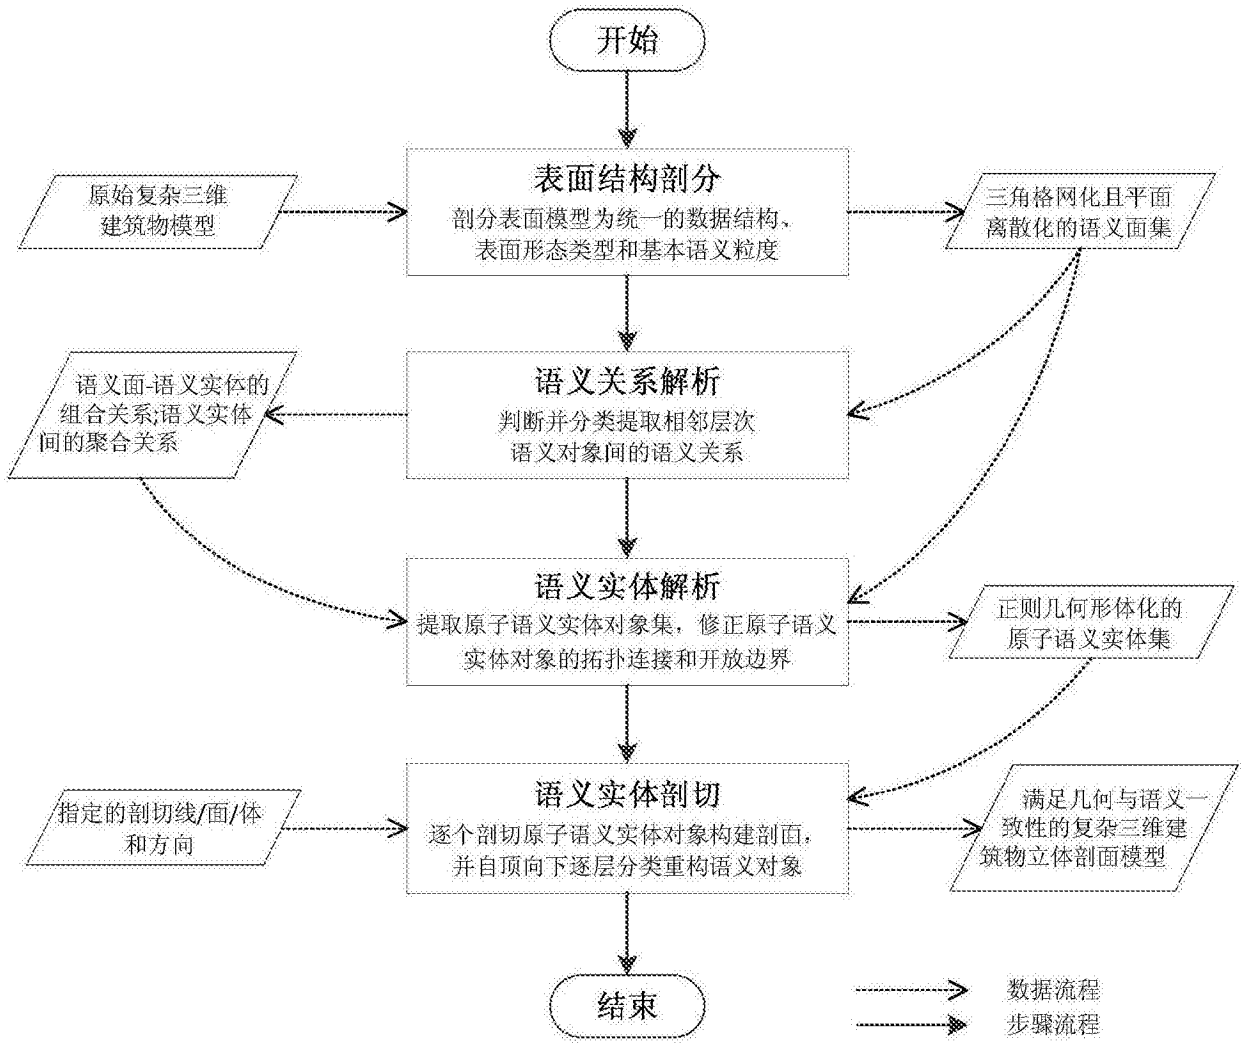 开始
表面结构剖分
剖分表面模型为统一的数据结构、
表面形态类型和基本语义粒度
原始复杂三维
建筑物模型
三角格网化且平面
离散化的语义面集
语义关系解析
判断并分类提取相邻层次
语义对象间的语义关系
语义面-语义实体的
组合关系;语义实体
间的聚合关系
语义实体解析
提取原子语义实体对象集，修正原子语义
实体对象的拓扑连接和开放边界
正则几何形体化的
原子语义实体集
语义实体剖切
逐个剖切原子语义实体对象构建剖面，
并自顶向下逐层分类重构语义对象
指定的剖切线/面/体
和方向
满足几何与语义一
致性的复杂三维建
筑物立体剖面模型
结束
数据流程
步骤流程